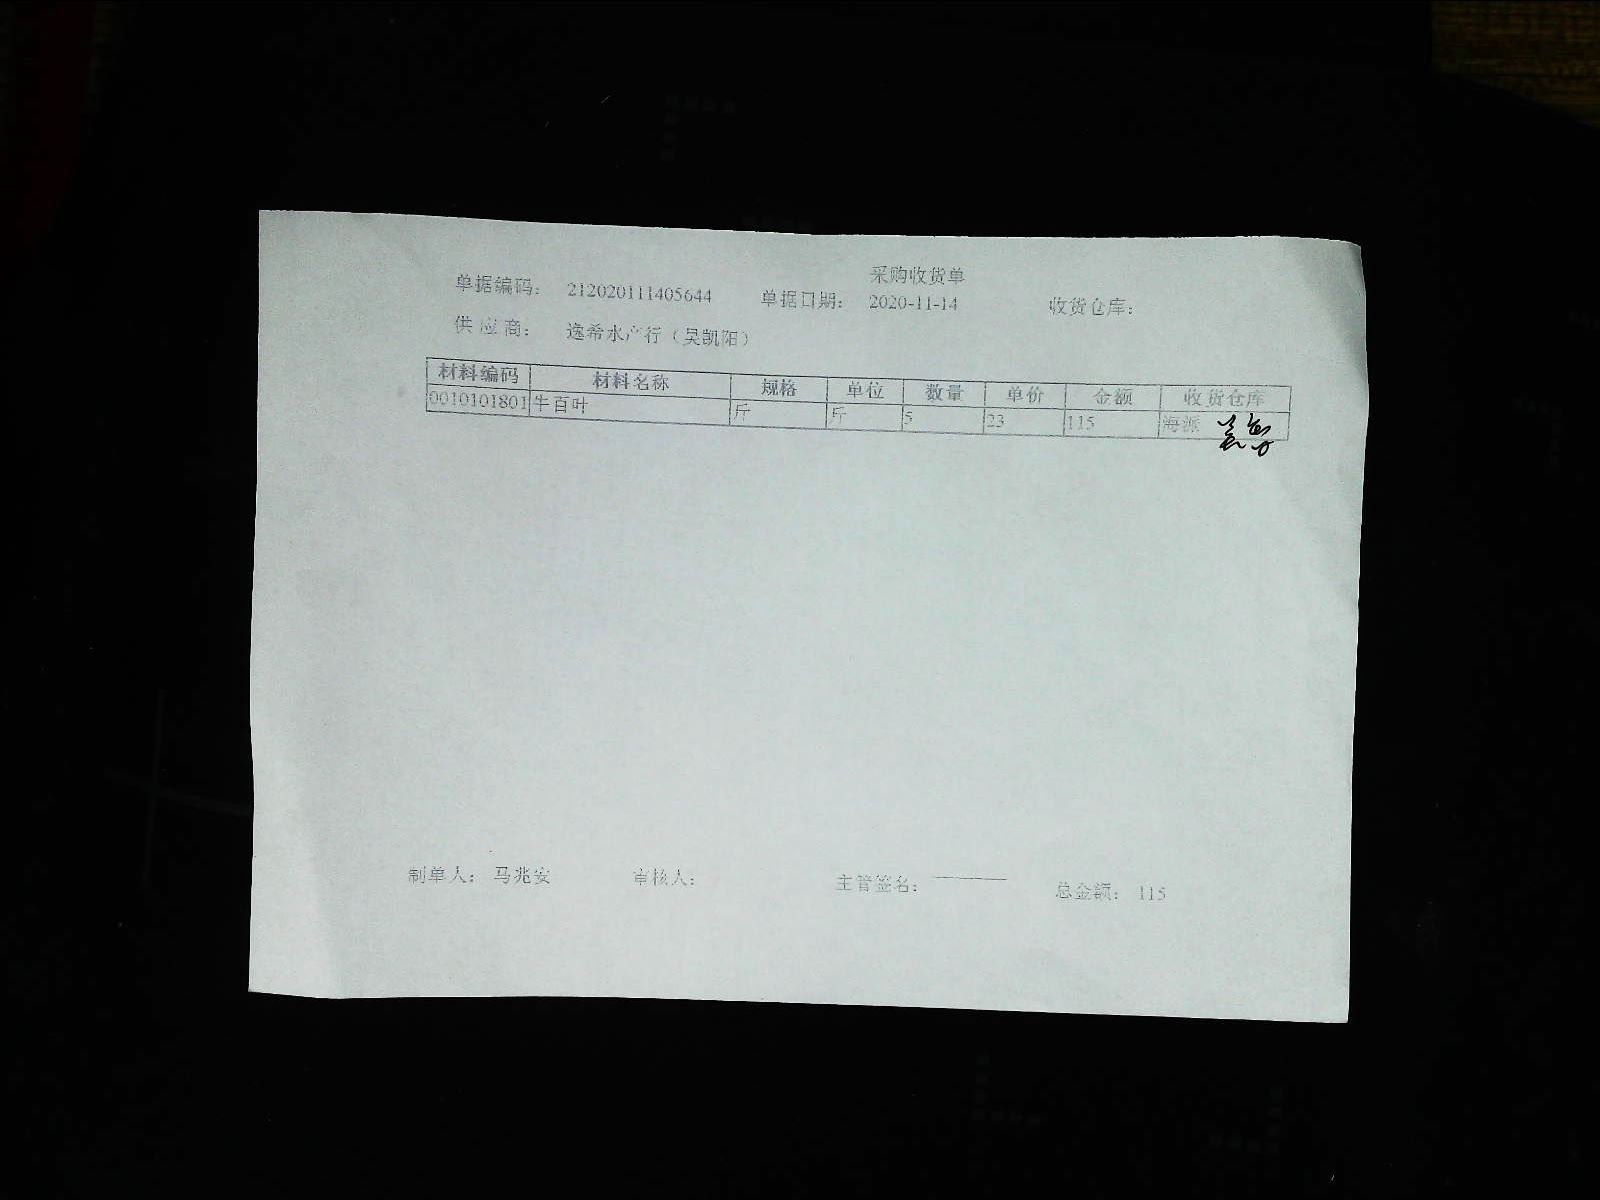 采购收货单
单据编码： 212020111405644 单据日期： 2020-11-14 收货仓库：
供应商： 逸希水产行（吴凯阳）
材料编码 材料名称 规格 单位 数量 单价 金额 收货仓库
0010101801 牛百叶 斤 斤 5 23 115 海派
制单人： 马兆安 审核人： 主管签名： 总金额： 115